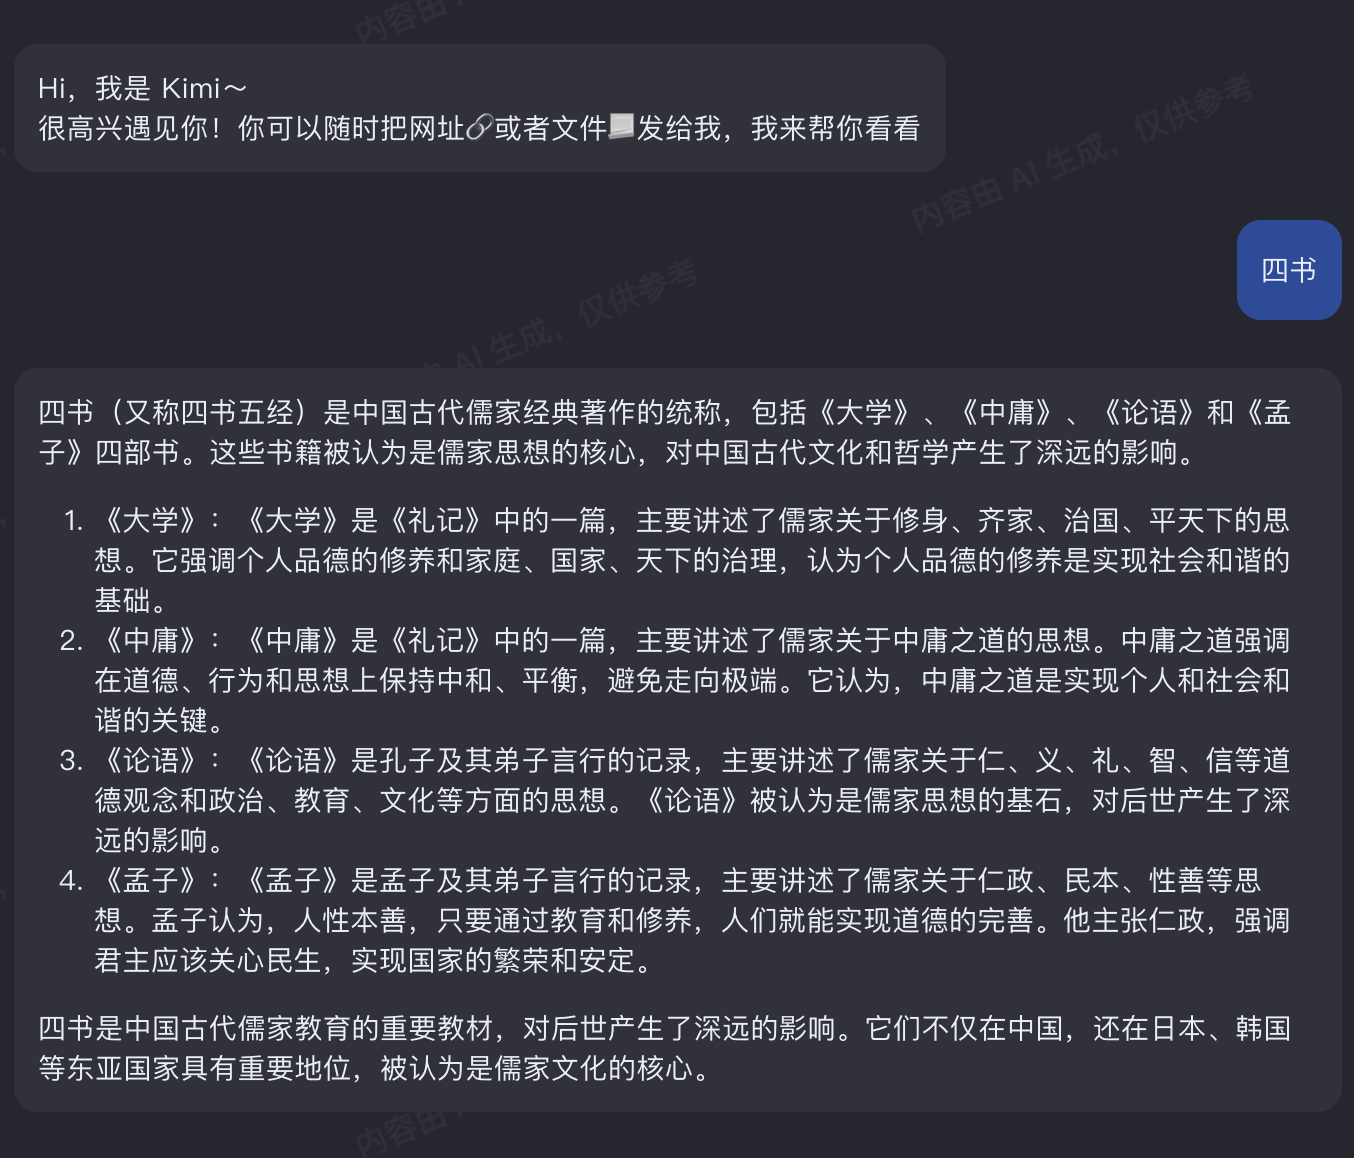 内容由
Hi，我是 Kimi～
很高兴遇见你！你可以随时把网址🔗或者文件📃发给我，我来帮你看看
内容由 AI 生成，仅供参考
四书
AI 生成，仅供参考
四书（又称四书五经）是中国古代儒家经典著作的统称，包括《大学》、《中庸》、《论语》和《孟
子》四部书。这些书籍被认为是儒家思想的核心，对中国古代文化和哲学产生了深远的影响。
1. 《大学》：《大学》是《礼记》中的一篇，主要讲述了儒家关于修身、齐家、治国、平天下的思
想。它强调个人品德的修养和家庭、国家、天下的治理，认为个人品德的修养是实现社会和谐的
基础。
2. 《中庸》：《中庸》是《礼记》中的一篇，主要讲述了儒家关于中庸之道的思想。中庸之道强调
在道德、行为和思想上保持中和、平衡，避免走向极端。它认为，中庸之道是实现个人和社会和
谐的关键。
3. 《论语》：《论语》是孔子及其弟子言行的记录，主要讲述了儒家关于仁、义、礼、智、信等道
德观念和政治、教育、文化等方面的思想。《论语》被认为是儒家思想的基石，对后世产生了深
远的影响。
4. 《孟子》：《孟子》是孟子及其弟子言行的记录，主要讲述了儒家关于仁政、民本、性善等思
想。孟子认为，人性本善，只要通过教育和修养，人们就能实现道德的完善。他主张仁政，强调
君主应该关心民生，实现国家的繁荣和安定。
四书是中国古代儒家教育的重要教材，对后世产生了深远的影响。它们不仅在中国，还在日本、韩国
等东亚国家具有重要地位，被认为是儒家文化的核心。
内容由